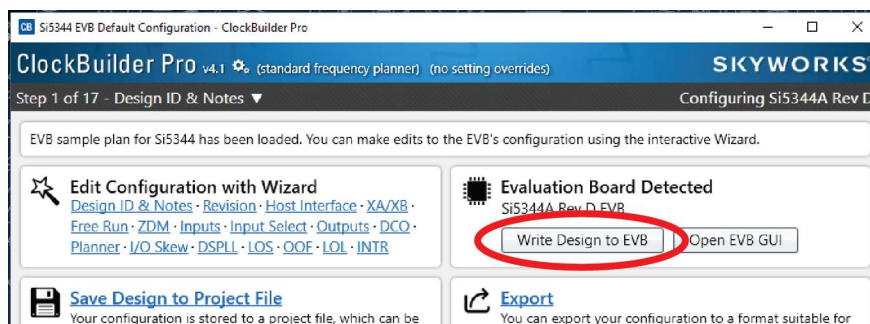 CB Si5344 EVB Default Configuration - ClockBuilder Pro
ClockBuilder Pro v4.1 (standard frequency planner) (no setting overrides) SKYWORKS
Step 1 of 17 - Design ID & Notes ▼ Configuring Si5344A Rev D
EVB sample plan for Si5344 has been loaded. You can make edits to the EVB's configuration using the interactive Wizard.
Edit Configuration with Wizard
Design ID & Notes · Revision · Host Interface · XA/XB ·
Free Run · ZDM · Inputs · Input Select · Outputs · DCO ·
Planner · I/O Skew · DSPLL · LOS · OOF · LOL · INTR
Evaluation Board Detected
Si5344A Rev D EVB
Write Design to EVB Open EVB GUI
Save Design to Project File
Your configuration is stored to a project file, which can be
Export
You can export your configuration to a format suitable for